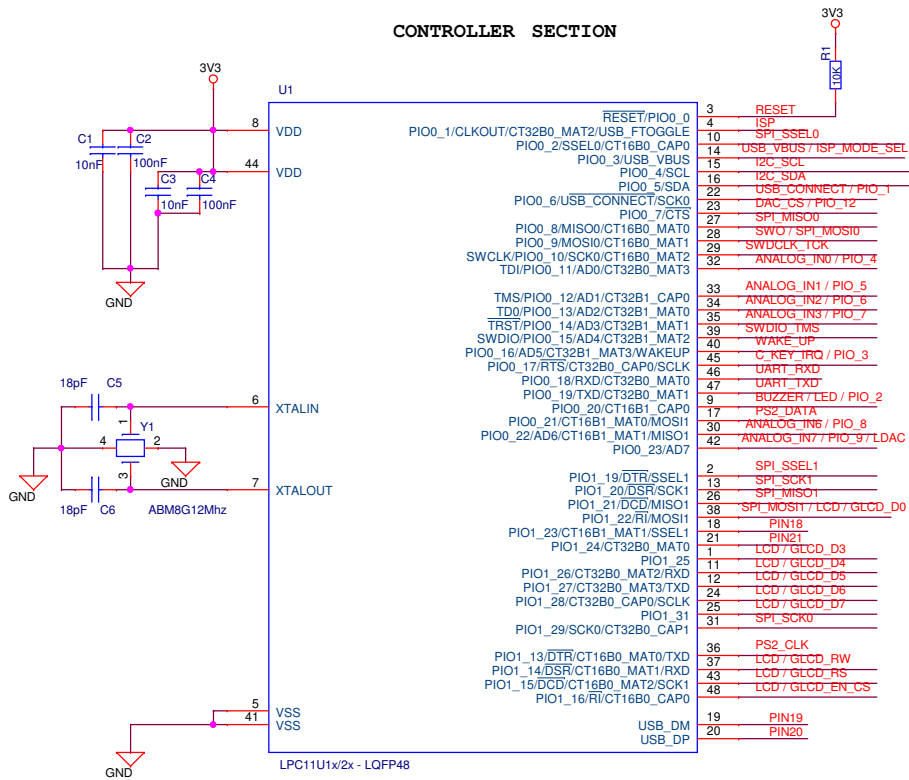 CONTROLLER SECTION
3V3
R1
10K
3V3
U1
C1
C2
10nF
100nF
C3
C4
10nF
100nF
GND
8 VDD
44 VDD
18pF C5
6 XTALIN
1
Y1
4
2
3
GND
GND
7 XTALOUT
18pF C6
ABM8G12Mhz
5 VSS
41 VSS
GND
RESET/PIO0_0 3 RESET
PIO0_1/CLKOUT/CT32B0_MAT2/USB_FTOGGLE 4 ISP
PIO0_2/SSEL0/CT16B0_CAP0 10 SPI_SSEL0
PIO0_3/USB_VBUS 14 USB_VBUS / ISP_MODE_SEL
PIO0_4/SCL 15 I2C_SCL
PIO0_5/SDA 16 I2C_SDA
PIO0_6/USB_CONNECT/SCK0 22 USB_CONNECT / PIO_1
PIO0_7/CTS 23 DAC_CS / PIO_12
PIO0_8/MISO0/CT16B0_MAT0 27 SPI_MISO0
PIO0_9/MOSI0/CT16B0_MAT1 28 SWO / SPI_MOSI0
SWCLK/PIO0_10/SCK0/CT16B0_MAT2 29 SWDCLK_TCK
TDI/PIO0_11/AD0/CT32B0_MAT3 32 ANALOG_IN0 / PIO_4
TMS/PIO0_12/AD1/CT32B1_CAP0 33 ANALOG_IN1 / PIO_5
TD0/PIO0_13/AD2/CT32B1_MAT0 34 ANALOG_IN2 / PIO_6
TRST/PIO0_14/AD3/CT32B1_MAT1 35 ANALOG_IN3 / PIO_7
SWDIO/PIO0_15/AD4/CT32B1_MAT2 39 SWDIO_TMS
PIO0_16/AD5/CT32B1_MAT3/WAKEUP 40 WAKE_UP
PIO0_17/RTS/CT32B0_CAP0/SCLK 45 C_KEY_IRQ / PIO_3
PIO0_18/RXD/CT32B0_MAT0 46 UART_RXD
PIO0_19/TXD/CT32B0_MAT1 47 UART_TXD
PIO0_20/CT16B1_CAP0 9 BUZZER / LED / PIO_2
PIO0_21/CT16B1_MAT0/MOSI1 17 PS2_DATA
PIO0_22/AD6/CT16B1_MAT1/MISO1 30 ANALOG_IN6 / PIO_8
PIO0_23/AD7 42 ANALOG_IN7 / PIO_9 / LDAC
PIO1_19/DTR/SSEL1 2 SPI_SSEL1
PIO1_20/DSR/SCK1 13 SPI_SCK1
PIO1_21/DCD/MISO1 26 SPI_MISO1
PIO1_22/RI/MOSI1 38 SPI_MOSI1 / LCD / GLCD_D0
PIO1_23/CT16B1_MAT1/SSEL1 18 PIN18
PIO1_24/CT32B0_MAT0 21 PIN21
PIO1_25 1 LCD / GLCD_D3
PIO1_26/CT32B0_MAT2/RXD 11 LCD / GLCD_D4
PIO1_27/CT32B0_MAT3/TXD 12 LCD / GLCD_D5
PIO1_28/CT32B0_CAP0/SCLK 24 LCD / GLCD_D6
PIO1_31 25 LCD / GLCD_D7
PIO1_29/SCK0/CT32B0_CAP1 31 SPI_SCK0
PIO1_13/DTR/CT16B0_MAT0/TXD 36 PS2_CLK
PIO1_14/DSR/CT16B0_MAT1/RXD 37 LCD / GLCD_RW
PIO1_15/DCD/CT16B0_MAT2/SCK1 43 LCD / GLCD_RS
PIO1_16/RI/CT16B0_CAP0 48 LCD / GLCD_EN_CS
USB_DM 19 PIN19
USB_DP 20 PIN20
LPC11U1x/2x - LQFP48